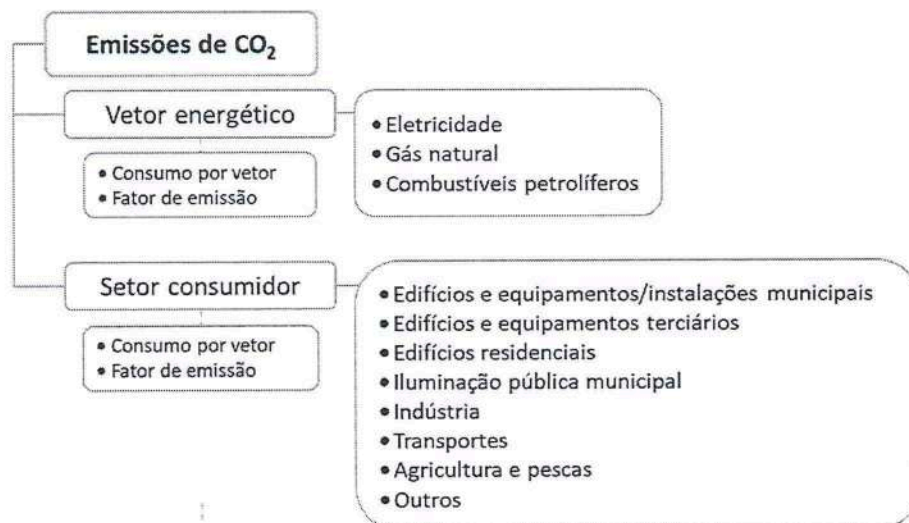 Emissões de CO₂
Vetor energético
• Consumo por vetor
• Fator de emissão
• Eletricidade
• Gás natural
• Combustíveis petrolíferos
Setor consumidor
• Consumo por vetor
• Fator de emissão
• Edifícios e equipamentos/instalações municipais
• Edifícios e equipamentos terciários
• Edifícios residenciais
• Iluminação pública municipal
• Indústria
• Transportes
• Agricultura e pescas
• Outros